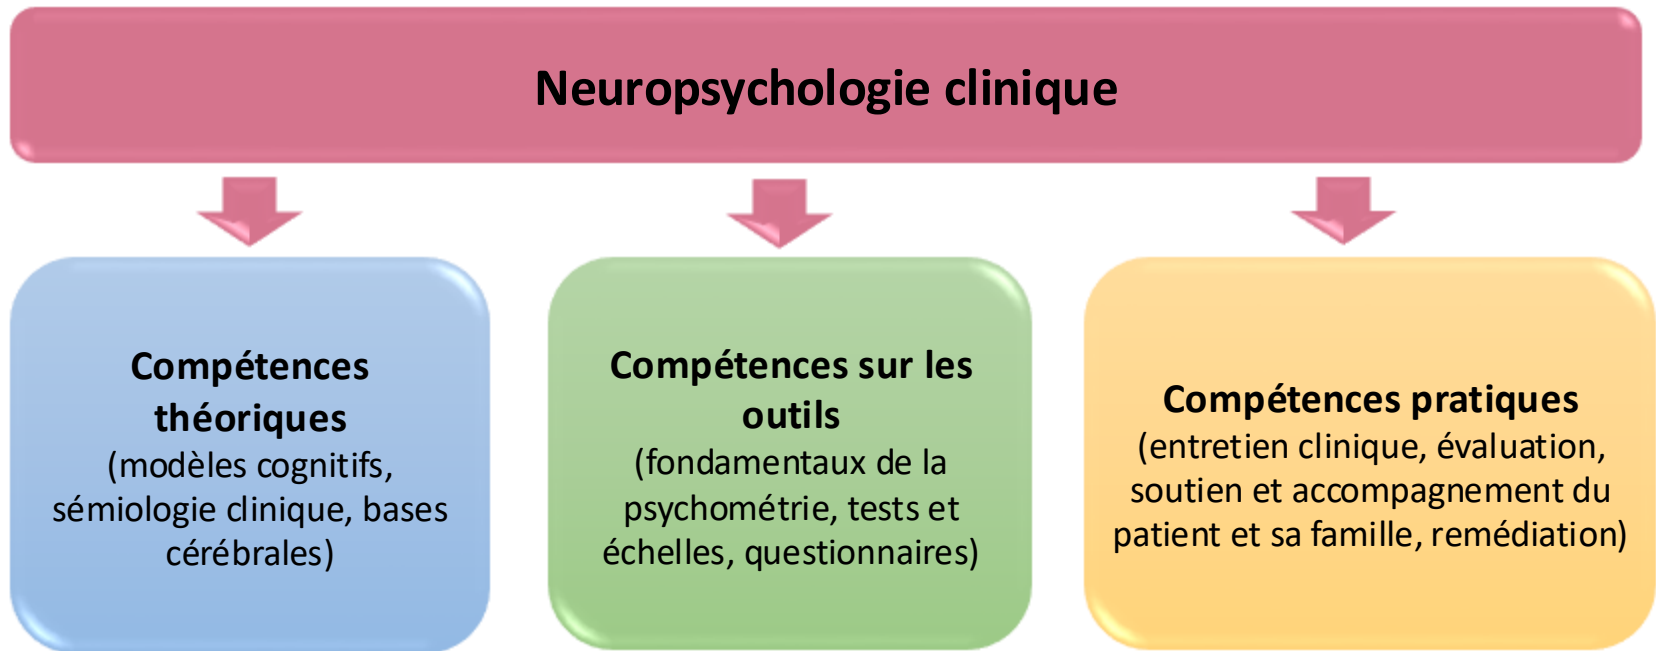 Neuropsychologie clinique
Compétences
théoriques
(modèles cognitifs,
sémiologie clinique, bases
cérébrales)
Compétences sur les
outils
(fondamentaux de la
psychométrie, tests et
échelles, questionnaires)
Compétences pratiques
(entretien clinique, évaluation,
soutien et accompagnement du
patient et sa famille, remédiation)